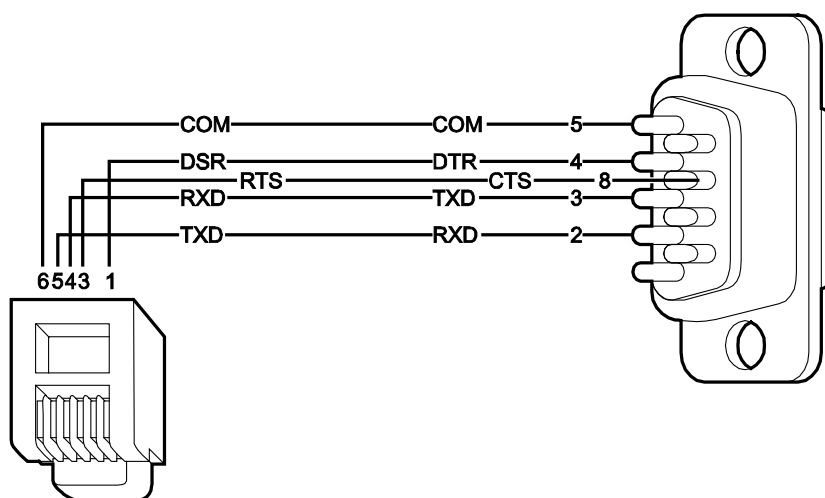 COM COM 5
DSR DTR 4
RTS CTS 8
RXD TXD 3
TXD RXD 2
6543 1